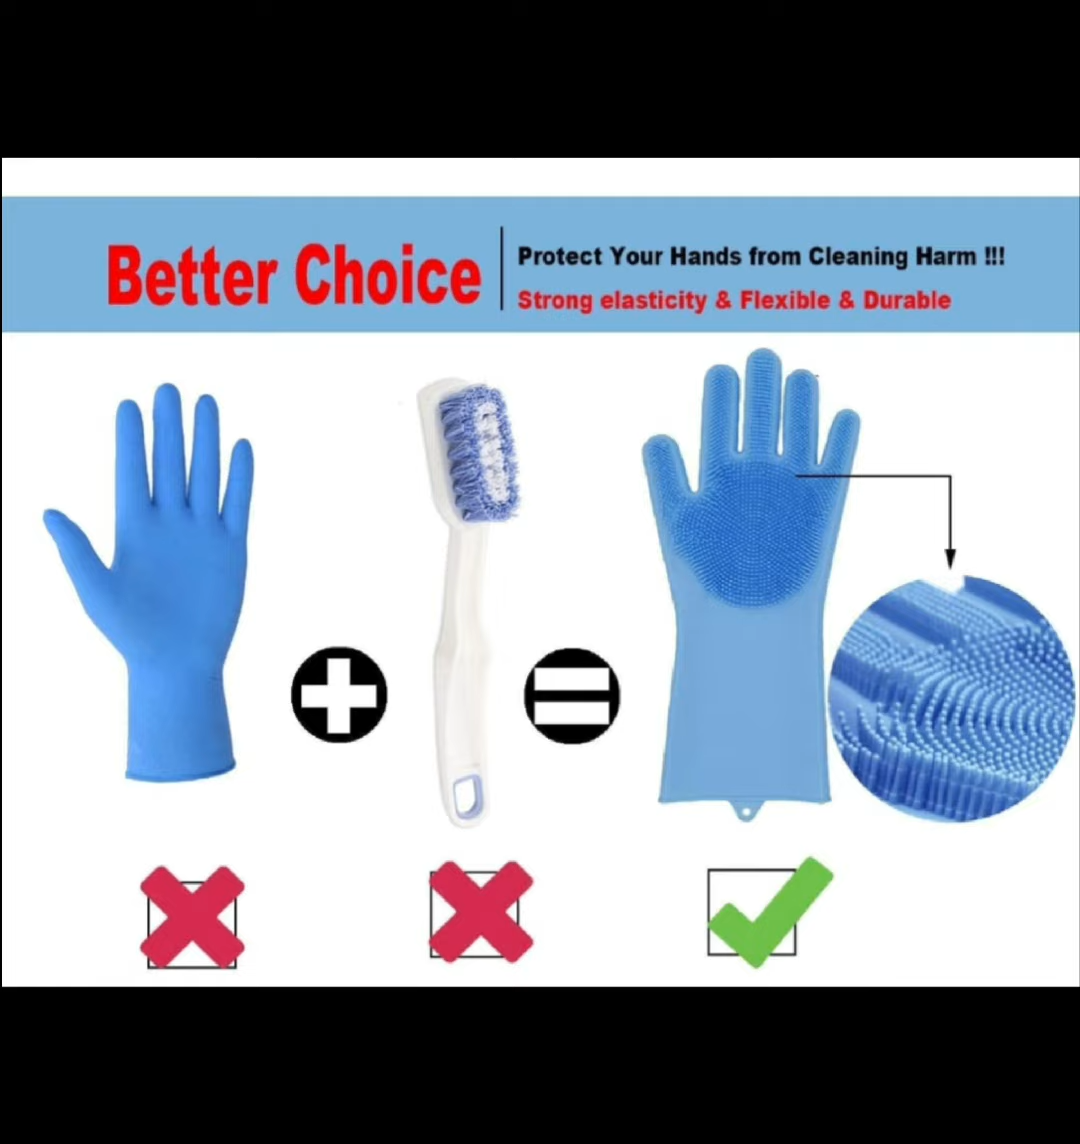 Better Choice
Protect Your Hands from Cleaning Harm !!!
Strong elasticity & Flexible & Durable